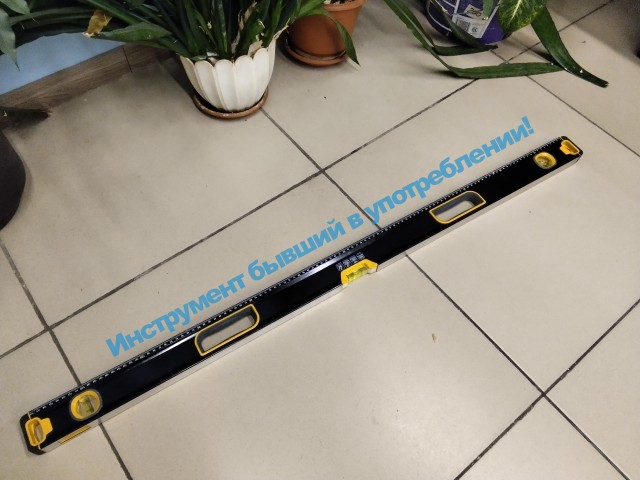 Инструмент бывший в употреблении!